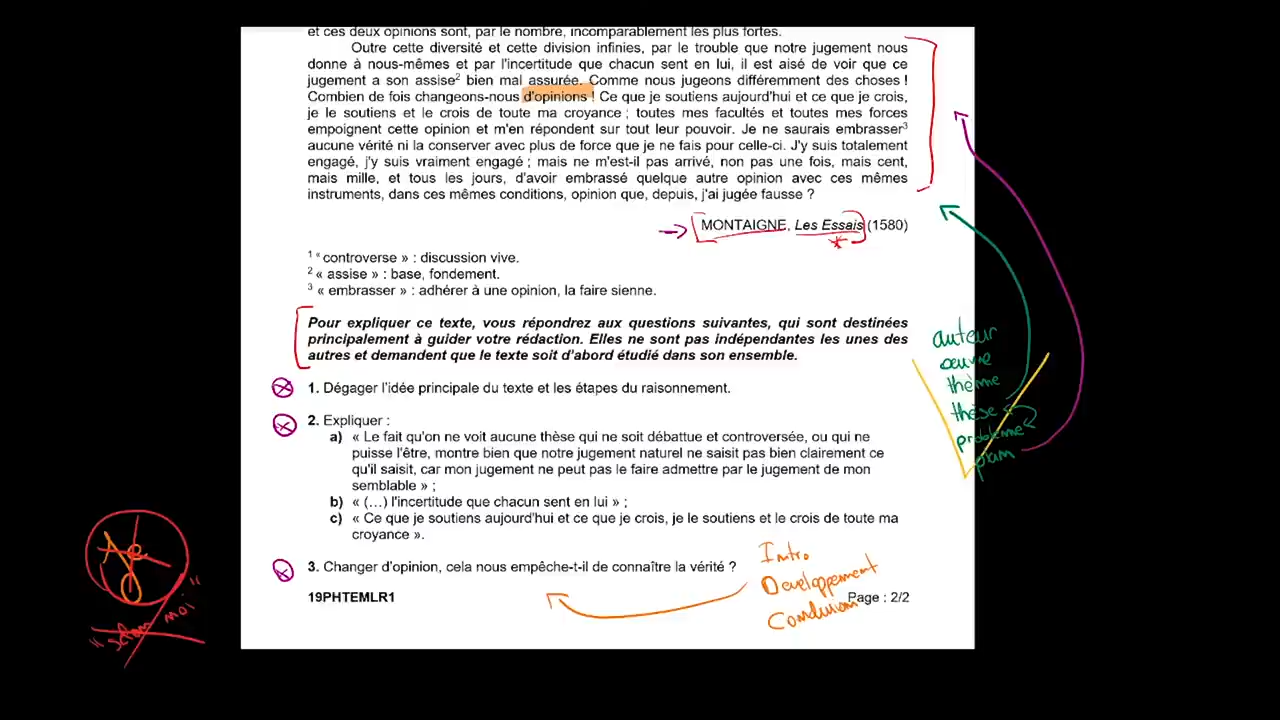 et ces deux opinions sont, par le nombre, incomparablement les plus fortes.
Outre cette diversité et cette division infinies, par le trouble que notre jugement nous
donne à nous-mêmes et par l'incertitude que chacun sent en lui, il est aisé de voir que ce
jugement a son assise² bien mal assurée. Comme nous jugeons différemment des choses !
Combien de fois changeons-nous d'opinions ! Ce que je soutiens aujourd'hui et ce que je crois,
je le soutiens et le crois de toute ma croyance ; toutes mes facultés et toutes mes forces
empoignent cette opinion et m'en répondent sur tout leur pouvoir. Je ne saurais embrasser³
aucune vérité ni la conserver avec plus de force que je ne fais pour celle-ci. J'y suis totalement
engagé, j'y suis vraiment engagé ; mais ne m'est-il pas arrivé, non pas une fois, mais cent,
mais mille, et tous les jours, d'avoir embrassé quelque autre opinion avec ces mêmes
instruments, dans ces mêmes conditions, opinion que, depuis, j'ai jugée fausse ?
MONTAIGNE, Les Essais (1580)
¹ « controverse » : discussion vive.
² « assise » : base, fondement.
³ « embrasser » : adhérer à une opinion, la faire sienne.
Pour expliquer ce texte, vous répondrez aux questions suivantes, qui sont destinées
principalement à guider votre rédaction. Elles ne sont pas indépendantes les unes des
autres et demandent que le texte soit d'abord étudié dans son ensemble.
1. Dégager l'idée principale du texte et les étapes du raisonnement.
2. Expliquer :
a) « Le fait qu'on ne voit aucune thèse qui ne soit débattue et controversée, ou qui ne
puisse l'être, montre bien que notre jugement naturel ne saisit pas bien clairement ce
qu'il saisit, car mon jugement ne peut pas le faire admettre par le jugement de mon
semblable » ;
b) « (…) l'incertitude que chacun sent en lui » ;
c) « Ce que je soutiens aujourd'hui et ce que je crois, je le soutiens et le crois de toute ma
croyance ».
3. Changer d'opinion, cela nous empêche-t-il de connaître la vérité ?
19PHTEMLR1
Page : 2/2
auteur
œuvre
thème
thèse
problème
plan
Intro
Developpement
Conclusion
Je
"selon moi"